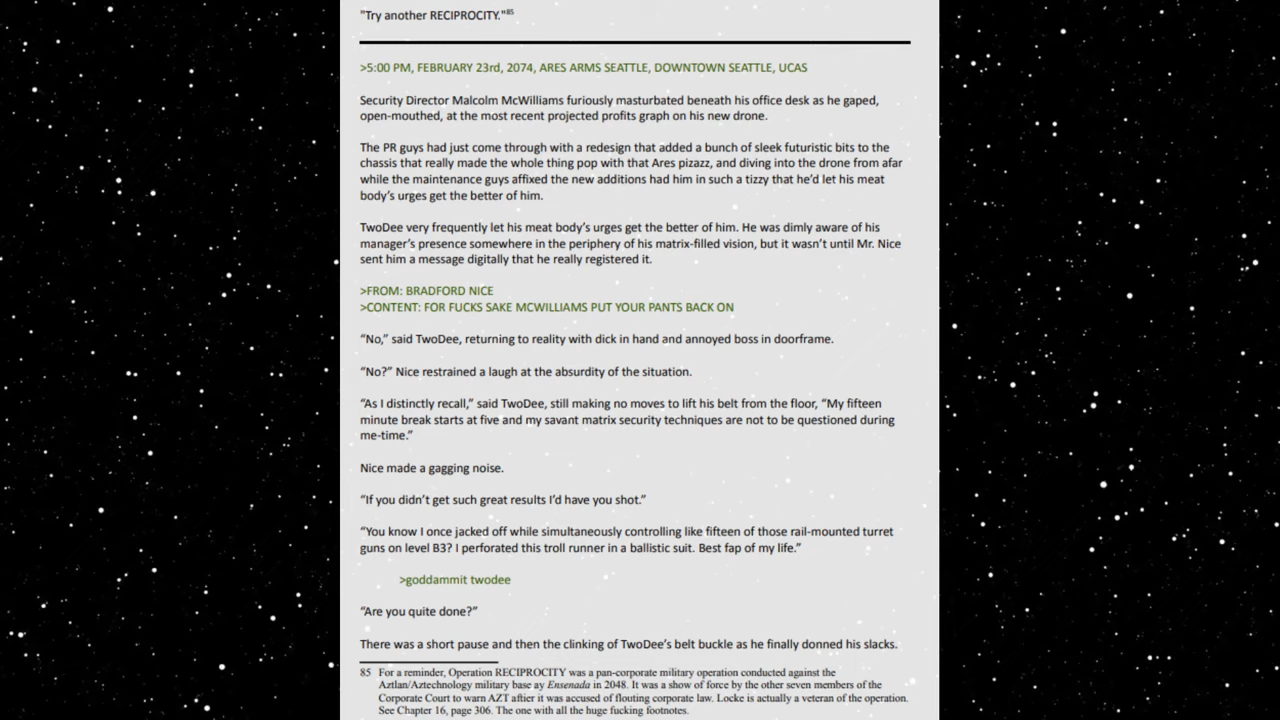 "Try another RECIPROCITY."85
>5:00 PM, FEBRUARY 23rd, 2074, ARES ARMS SEATTLE, DOWNTOWN SEATTLE, UCAS
Security Director Malcolm McWilliams furiously masturbated beneath his office desk as he gaped,
open-mouthed, at the most recent projected profits graph on his new drone.
The PR guys had just come through with a redesign that added a bunch of sleek futuristic bits to the
chassis that really made the whole thing pop with that Ares pizazz, and diving into the drone from afar
while the maintenance guys affixed the new additions had him in such a tizzy that he’d let his meat
body’s urges get the better of him.
TwoDee very frequently let his meat body’s urges get the better of him. He was dimly aware of his
manager’s presence somewhere in the periphery of his matrix-filled vision, but it wasn’t until Mr. Nice
sent him a message digitally that he really registered it.
>FROM: BRADFORD NICE
>CONTENT: FOR FUCKS SAKE MCWILLIAMS PUT YOUR PANTS BACK ON
“No,” said TwoDee, returning to reality with dick in hand and annoyed boss in doorframe.
“No?” Nice restrained a laugh at the absurdity of the situation.
“As I distinctly recall,” said TwoDee, still making no moves to lift his belt from the floor, “My fifteen
minute break starts at five and my savant matrix security techniques are not to be questioned during
me-time.”
Nice made a gagging noise.
“If you didn’t get such great results I’d have you shot.”
“You know I once jacked off while simultaneously controlling like fifteen of those rail-mounted turret
guns on level B3? I perforated this troll runner in a ballistic suit. Best fap of my life.”
>goddammit twodee
“Are you quite done?”
There was a short pause and then the clinking of TwoDee’s belt buckle as he finally donned his slacks.
85 For a reminder, Operation RECIPROCITY was a pan-corporate military operation conducted against the
Aztlan/Aztechnology military base ay Ensenada in 2048. It was a show of force by the other seven members of the
Corporate Court to warn AZT aftier it was accused of flouting corporate law. Locke is actually a veteran of the operation.
See Chapter 16, page 306. The one with all the huge fucking footnotes.